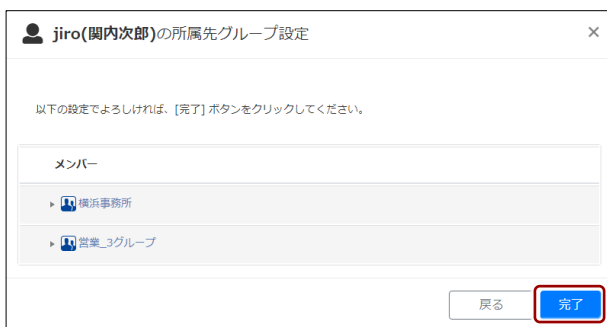 jiro(関内次郎)の所属先グループ設定
以下の設定でよろしければ、[完了] ボタンをクリックしてください。
メンバー
横浜事務所
営業_3グループ
戻る
完了